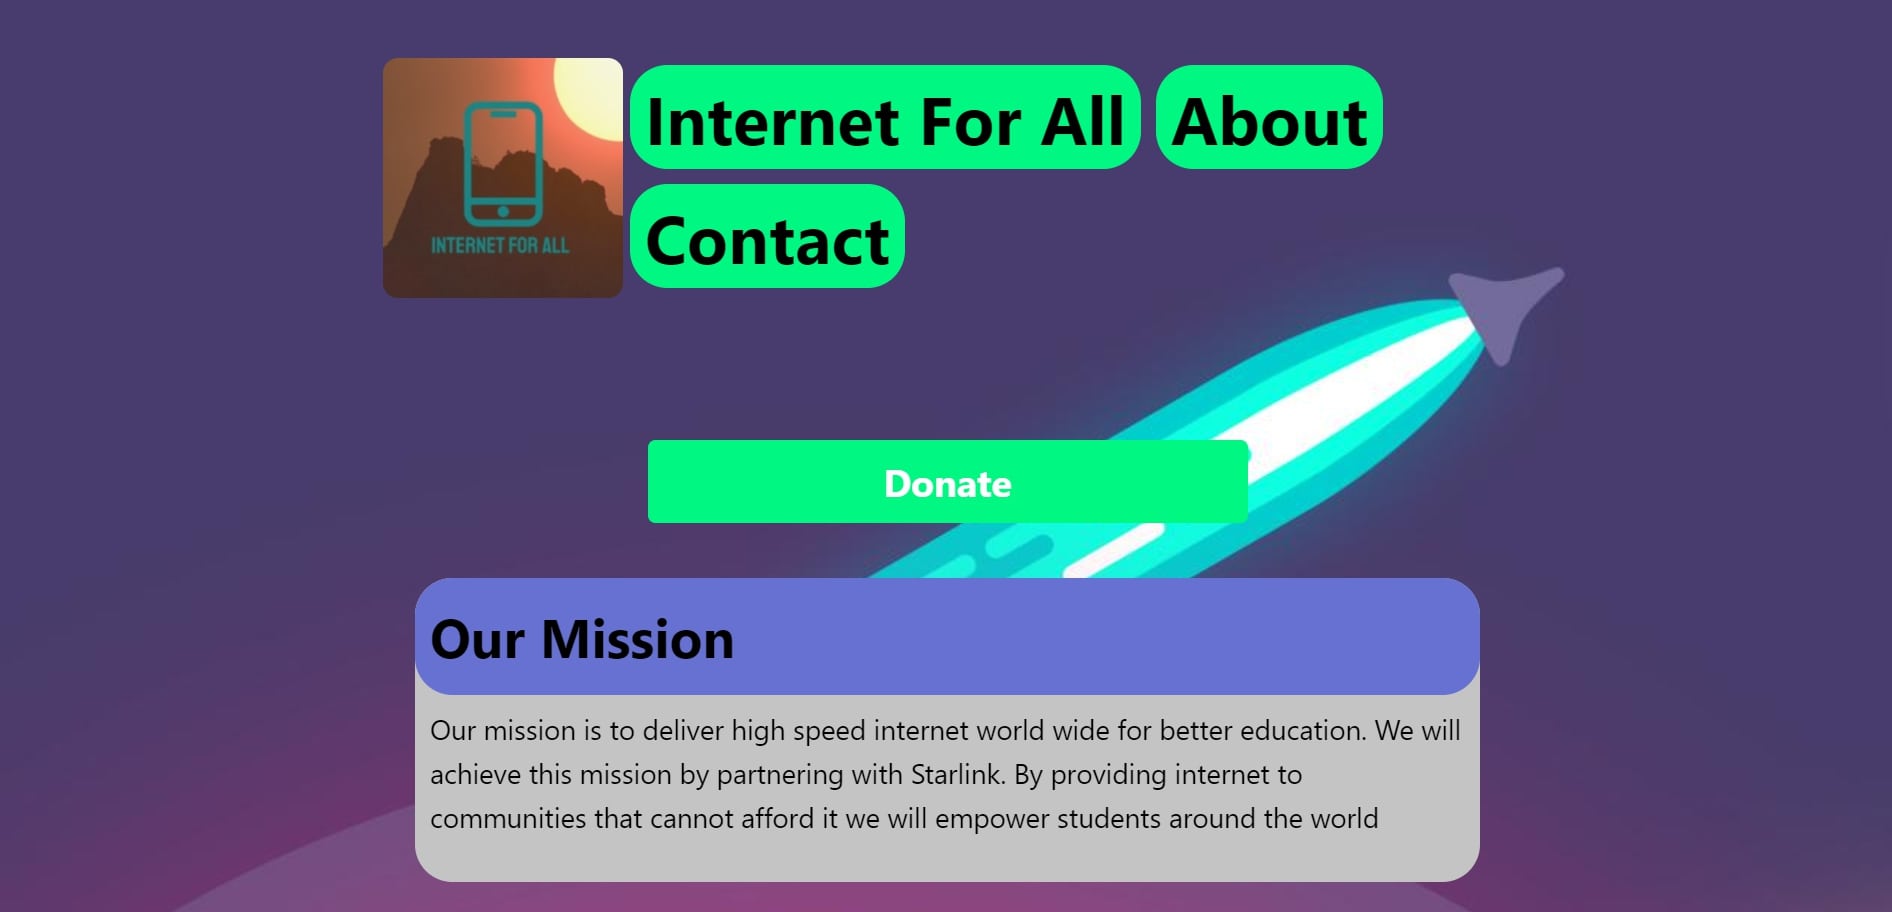 INTERNET FOR ALL
Internet For All About
Contact
Donate
Our Mission
Our mission is to deliver high speed internet world wide for better education. We will
achieve this mission by partnering with Starlink. By providing internet to
communities that cannot afford it we will empower students around the world